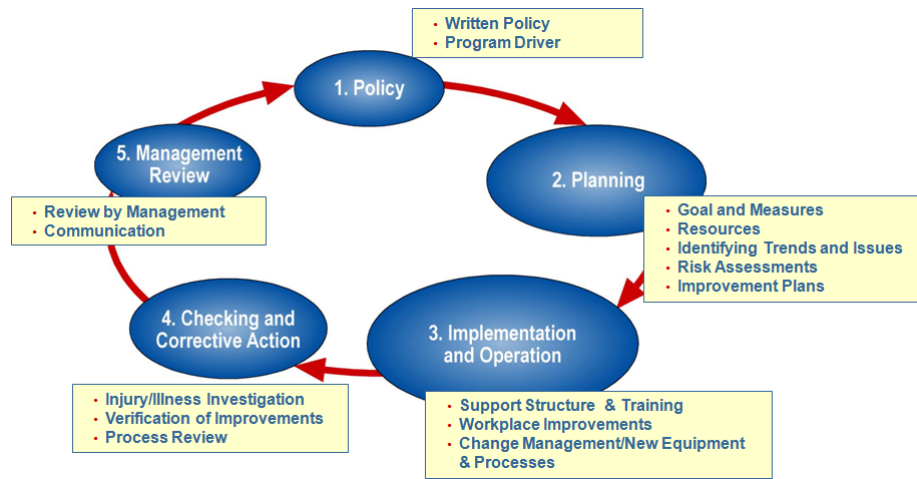 • Written Policy
• Program Driver
1. Policy
2. Planning
• Goal and Measures
• Resources
• Identifying Trends and Issues
• Risk Assessments
• Improvement Plans
3. Implementation
and Operation
• Support Structure & Training
• Workplace Improvements
• Change Management/New Equipment
& Processes
4. Checking and
Corrective Action
• Injury/Illness Investigation
• Verification of Improvements
• Process Review
5. Management
Review
• Review by Management
• Communication